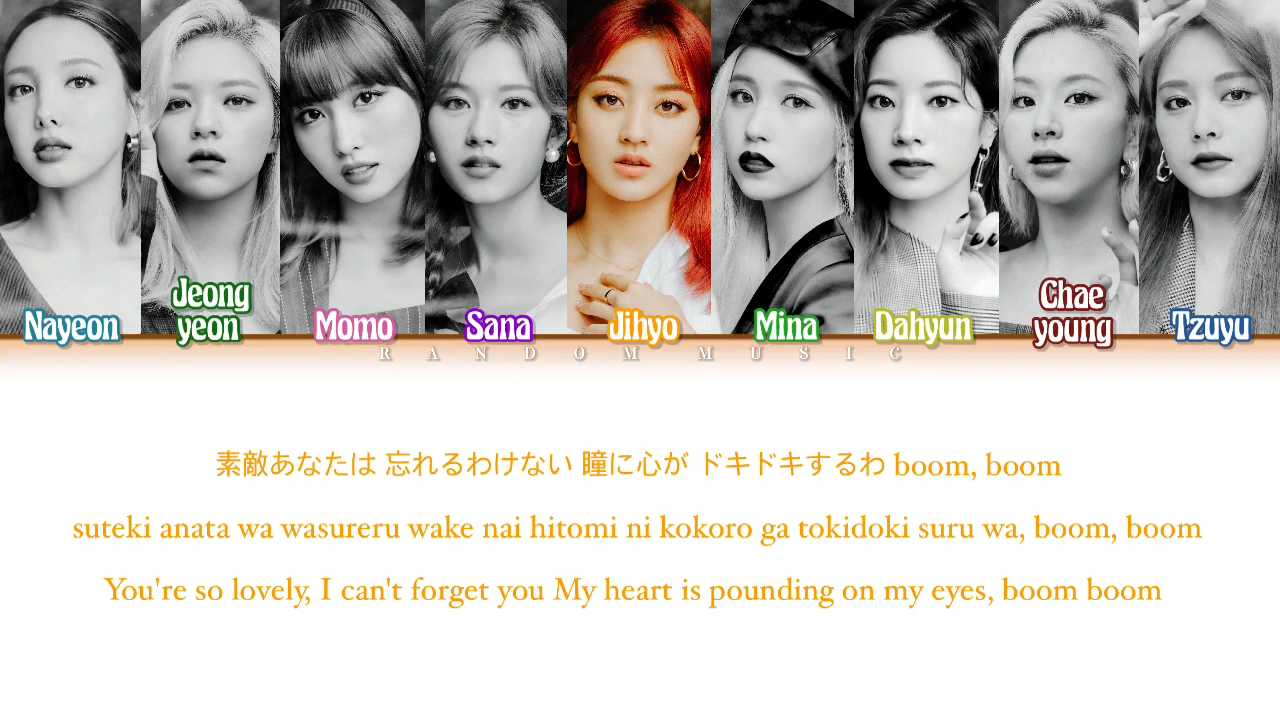 Nayeon
Jeong
yeon
Momo
Sana
Jihyo
Mina
Dahyun
Chae
young
Tzuyu
RANDOM MUSIC
素敵あなたは 忘れるわけない 瞳に心が ドキドキするわ boom, boom
suteki anata wa wasureru wake nai hitomi ni kokoro ga tokidoki suru wa, boom, boom
You're so lovely, I can't forget you My heart is pounding on my eyes, boom boom